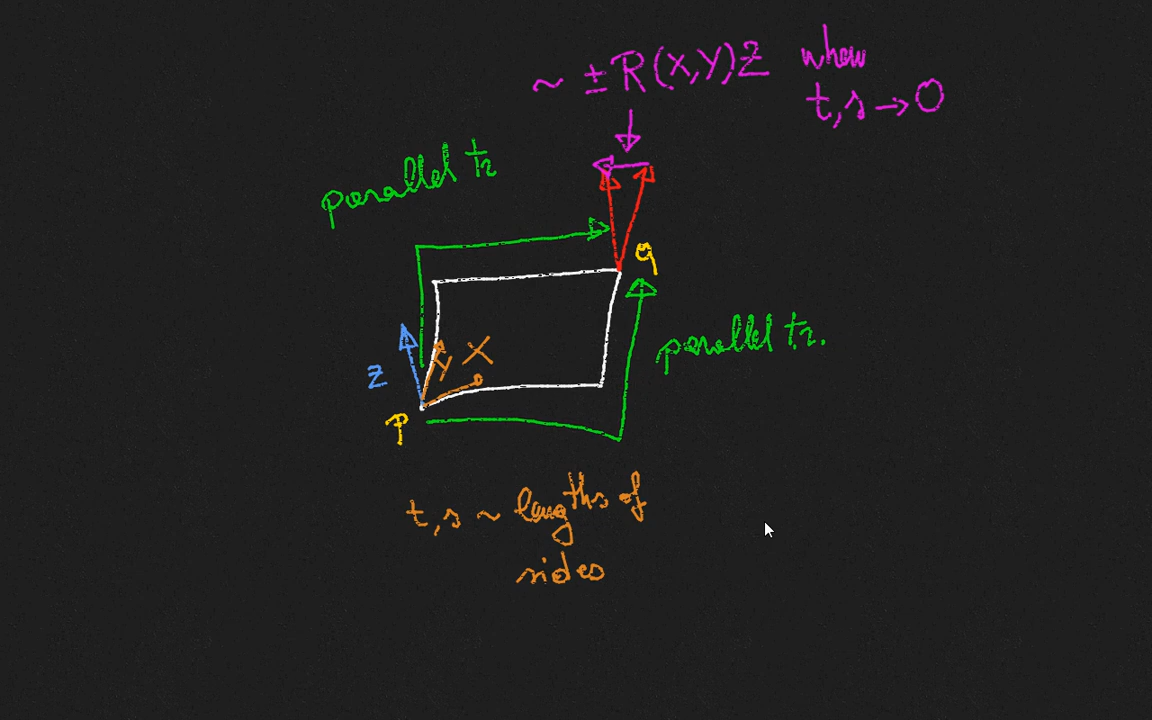 ~ ±R(X,Y)Z when
t,s→0
parallel tr
q
parallel tr.
Z
Y X
p
t,s ~ lengths of
sides